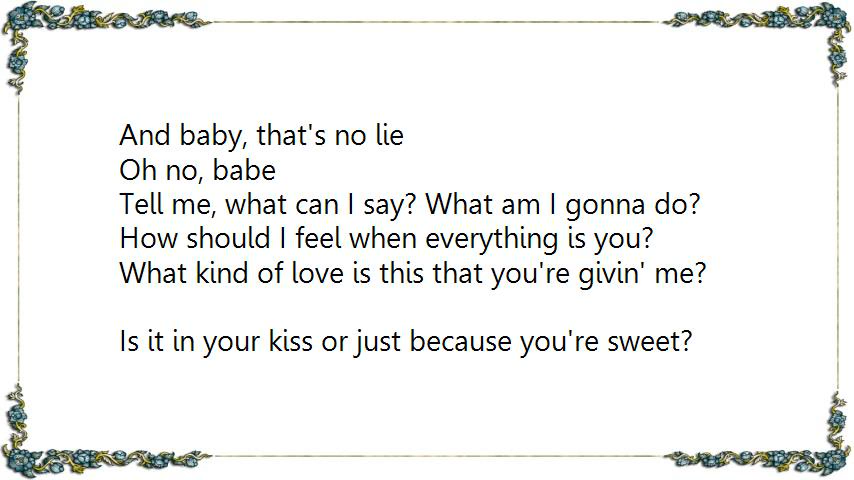 And baby, that's no lie
Oh no, babe
Tell me, what can I say? What am I gonna do?
How should I feel when everything is you?
What kind of love is this that you're givin' me?
Is it in your kiss or just because you're sweet?